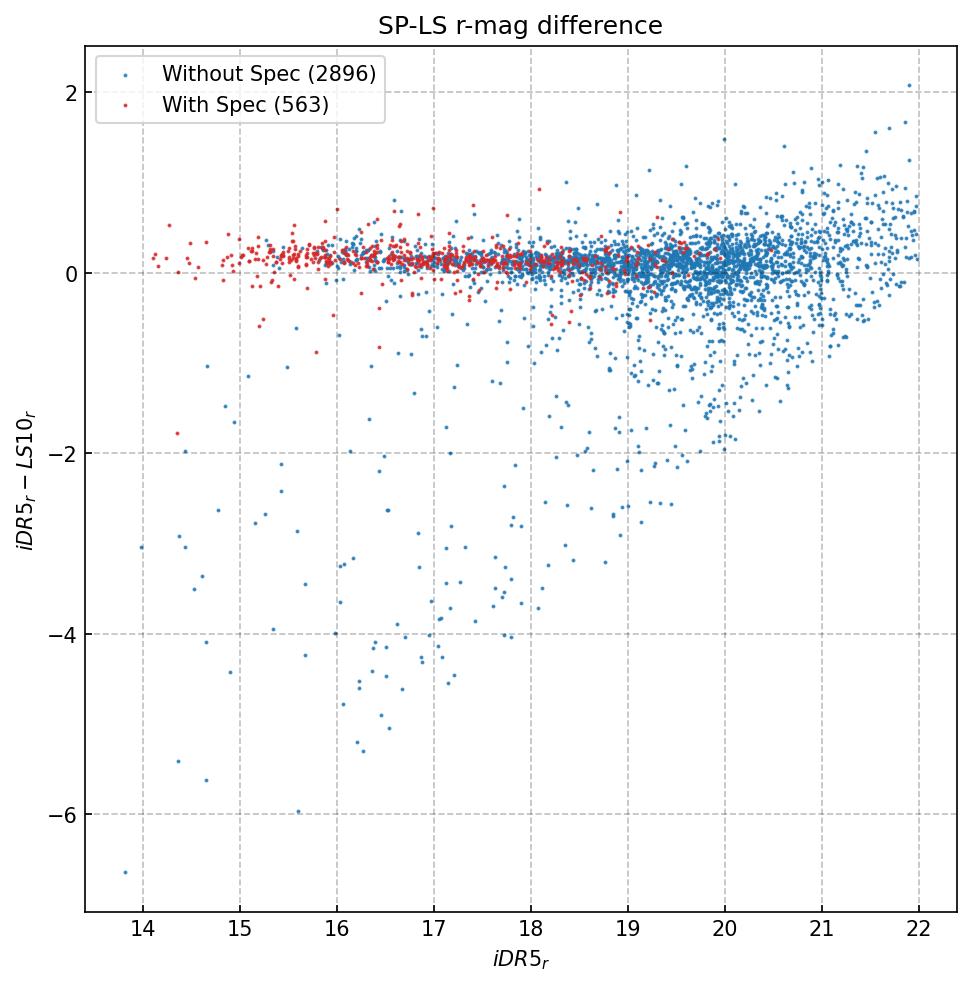 SP-LS r-mag difference
Without Spec (2896)
With Spec (563)
2
0
−2
−4
−6
iDR5r − LS10r
14 15 16 17 18 19 20 21 22
iDR5r